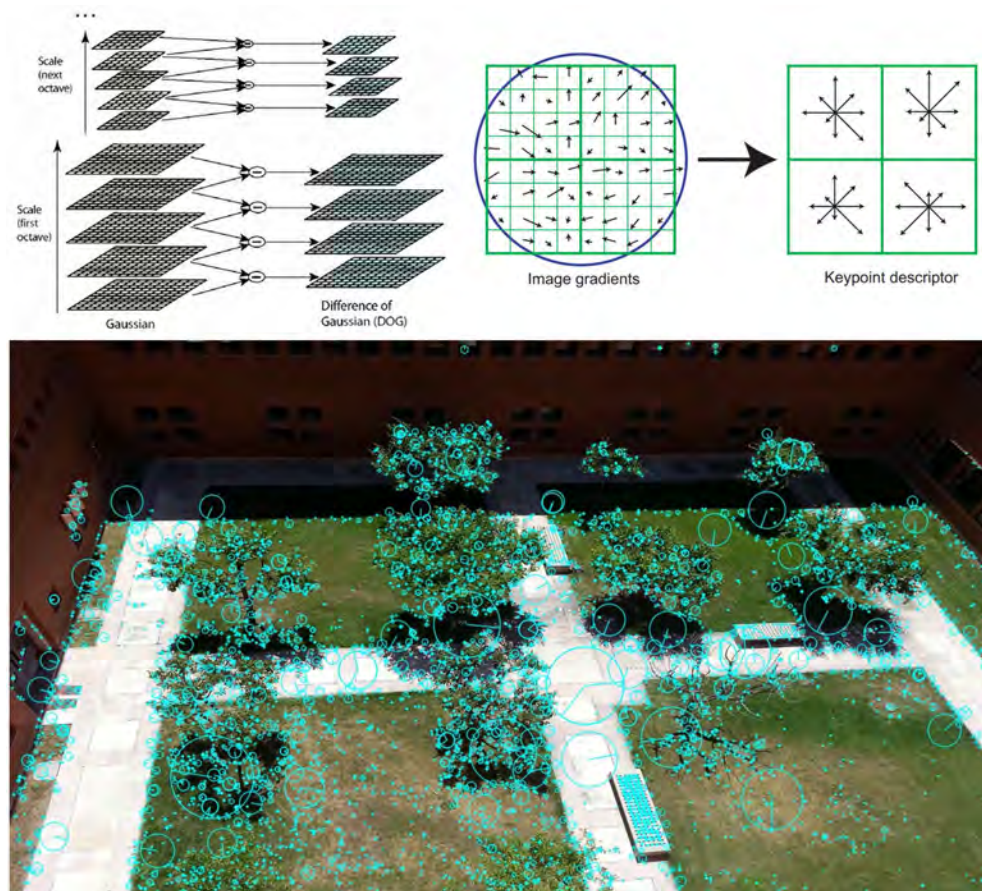 ...
Scale
(next
octave)
Scale
(first
octave)
Gaussian
Difference of
Gaussian (DOG)
Image gradients
Keypoint descriptor